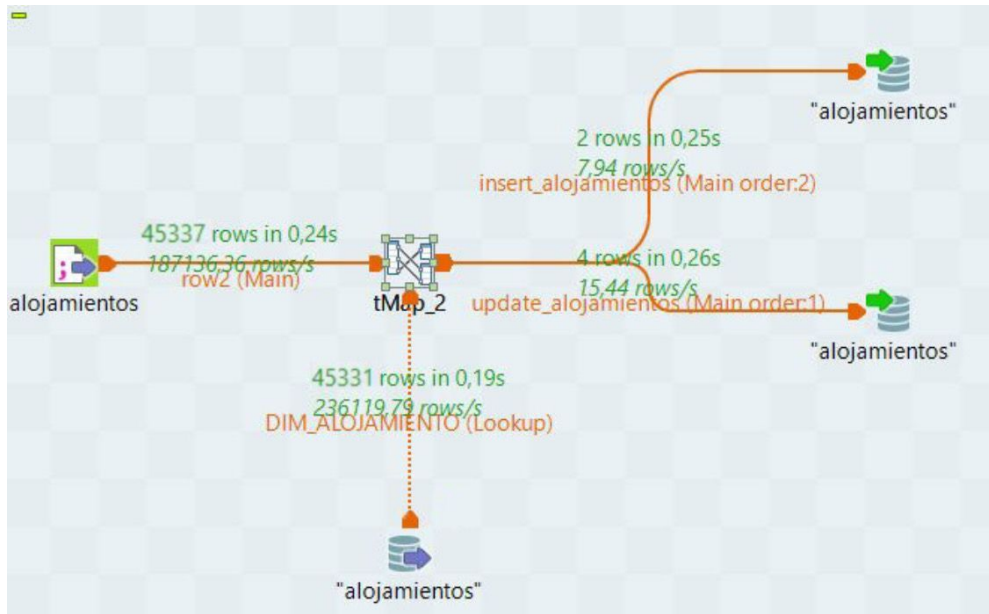 "alojamientos"
2 rows in 0,25s
7,94 rows/s
insert_alojamientos (Main order:2)
45337 rows in 0,24s
187136,36 rows/s
row2 (Main)
alojamientos
tMap_2
4 rows in 0,26s
15,44 rows/s
update_alojamientos (Main order:1)
"alojamientos"
45331 rows in 0,19s
236119,79 rows/s
DIM_ALOJAMIENTO (Lookup)
"alojamientos"